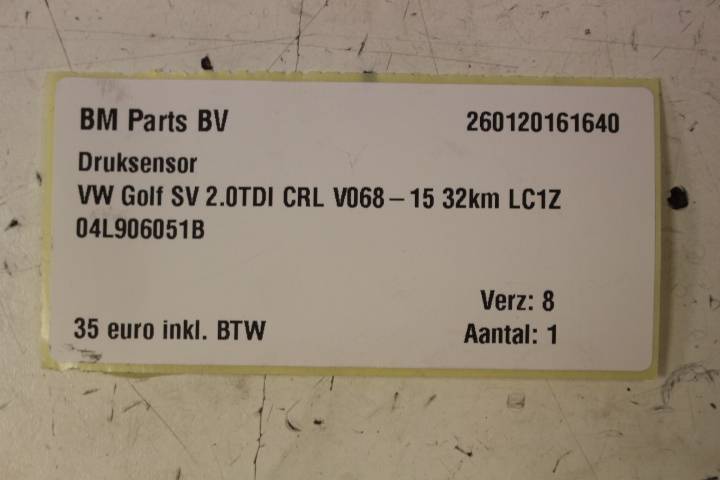 BM Parts BV 260120161640
Druksensor
VW Golf SV 2.0TDI CRL V068 – 15 32km LC1Z
04L906051B
Verz: 8
35 euro inkl. BTW Aantal: 1